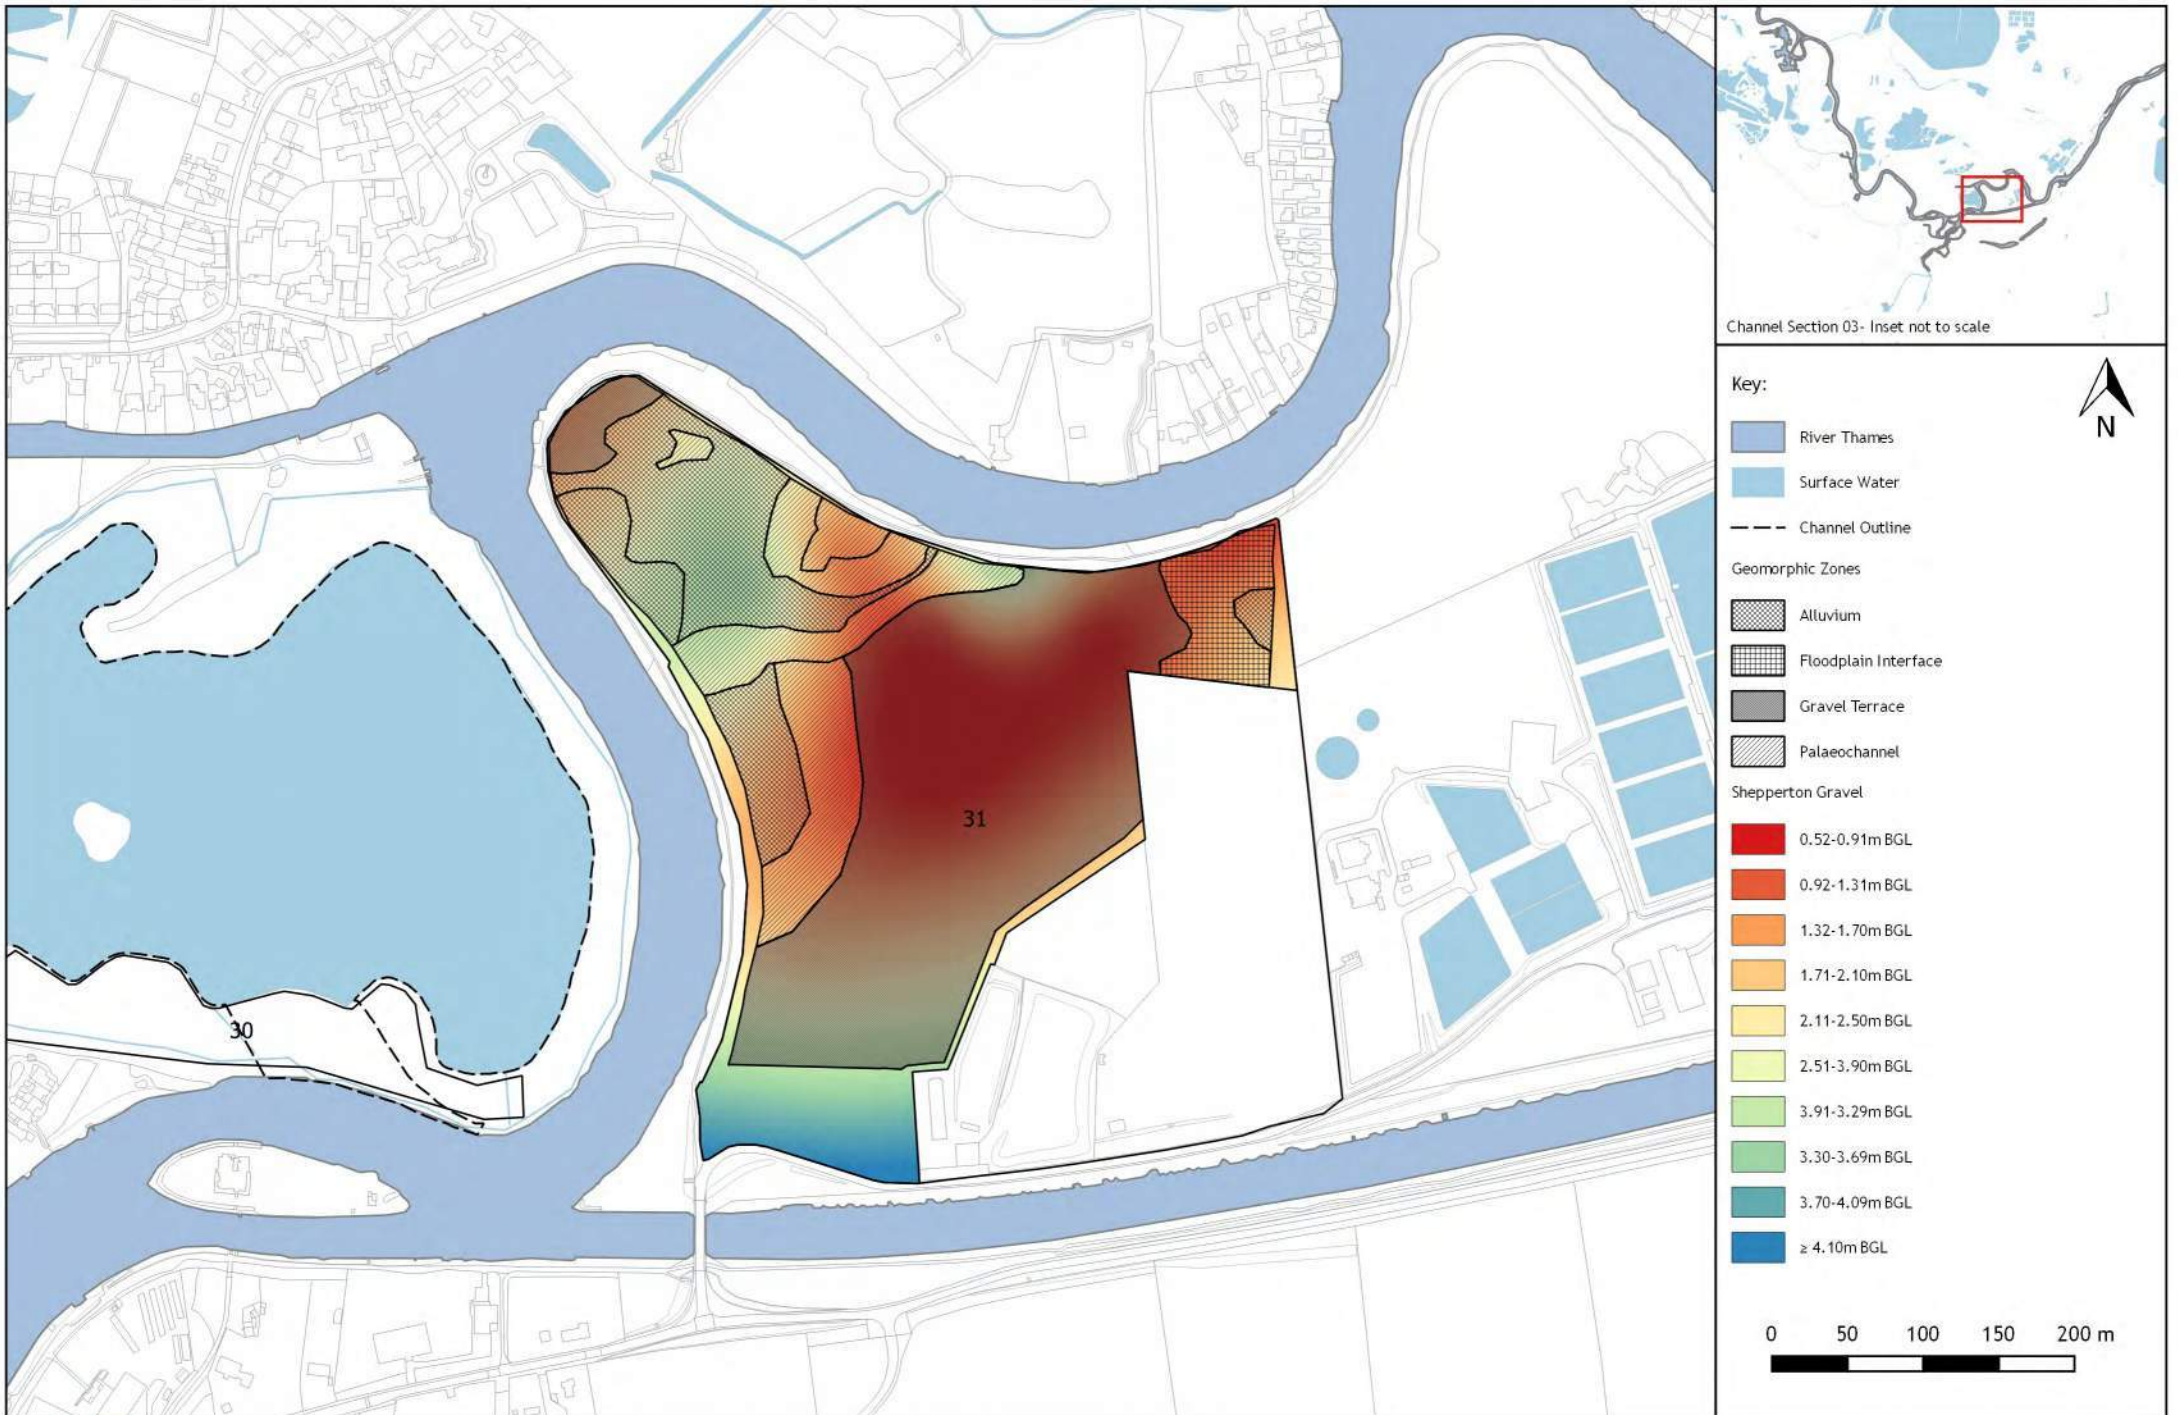 31
30
Channel Section 03- Inset not to scale
Key:
N
River Thames
Surface Water
Channel Outline
Geomorphic Zones
Alluvium
Floodplain Interface
Gravel Terrace
Palaeochannel
Shepperton Gravel
0.52-0.91m BGL
0.92-1.31m BGL
1.32-1.70m BGL
1.71-2.10m BGL
2.11-2.50m BGL
2.51-3.90m BGL
3.91-3.29m BGL
3.30-3.69m BGL
3.70-4.09m BGL
≥ 4.10m BGL
0 50 100 150 200 m